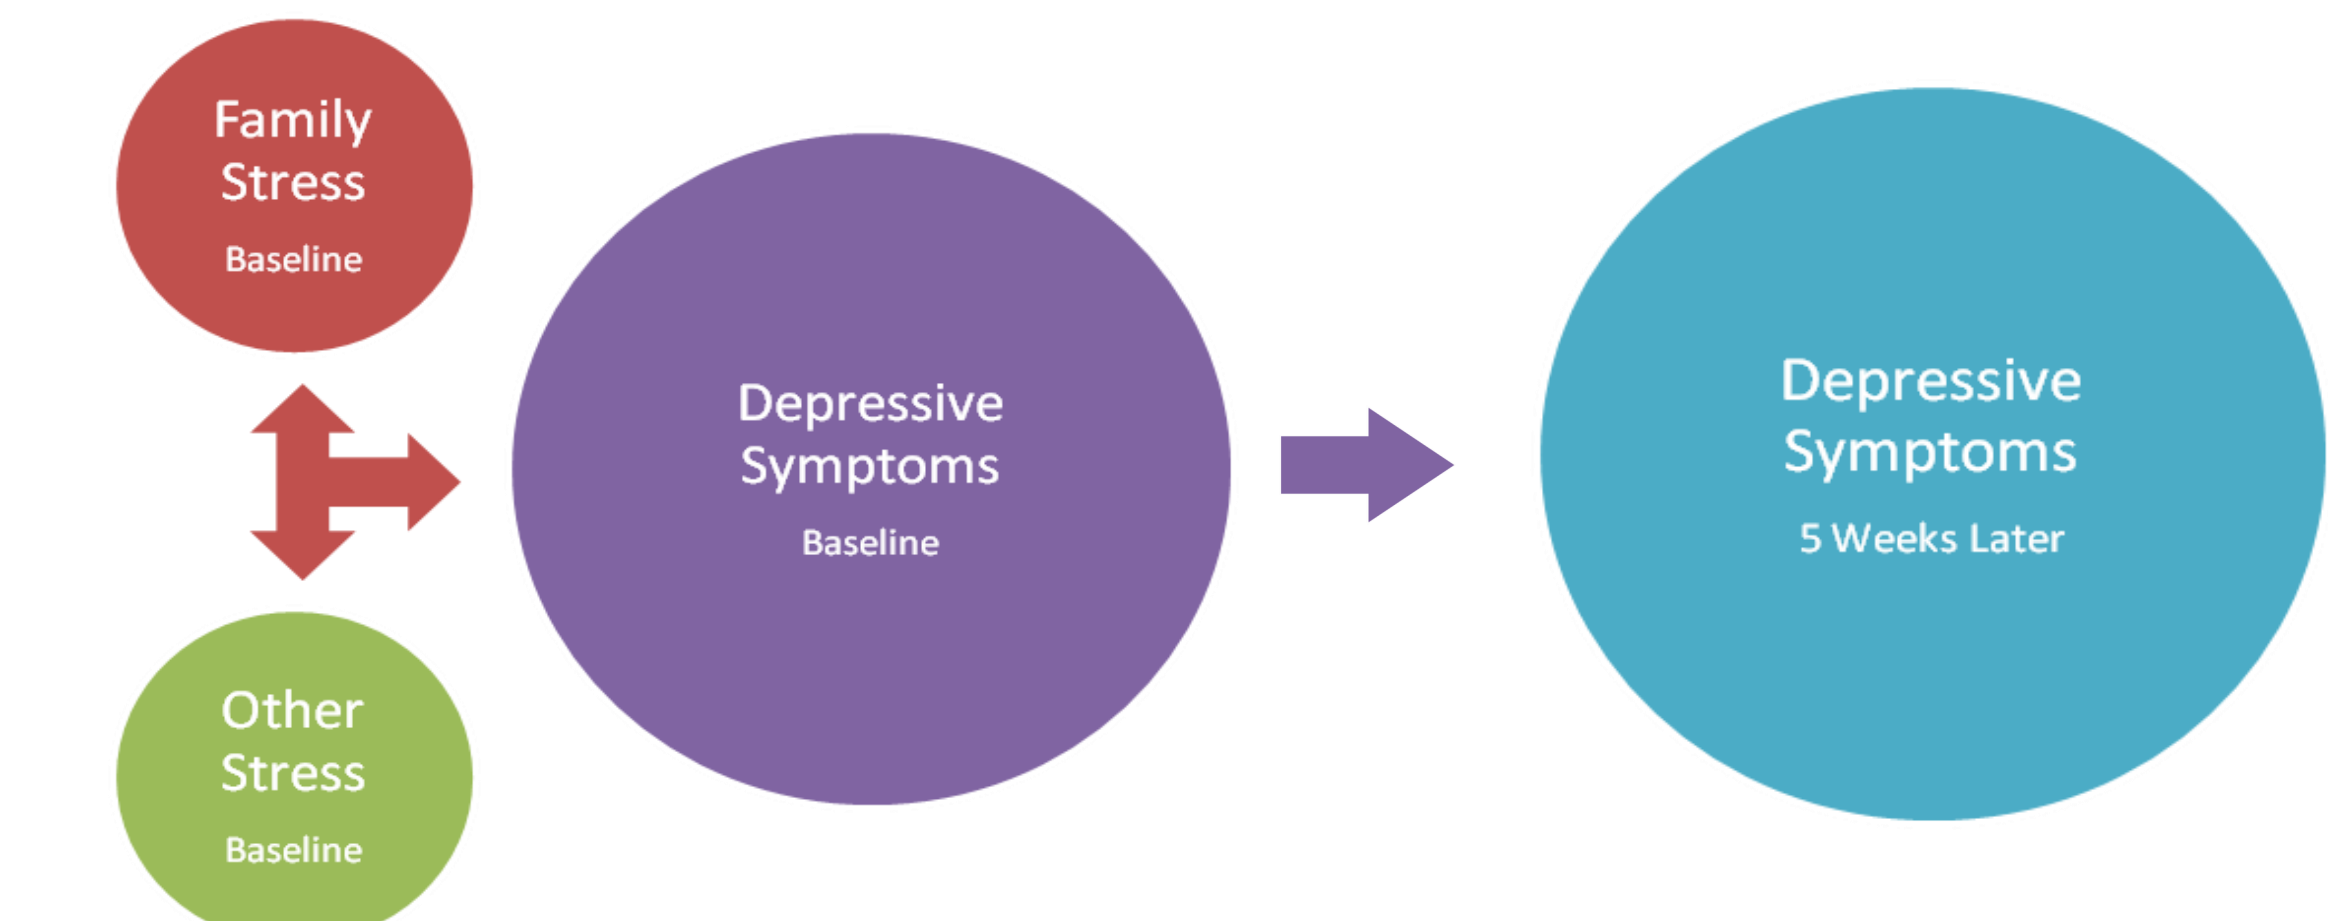 Family
Stress
Baseline
Other
Stress
Baseline
Depressive
Symptoms
Baseline
Depressive
Symptoms
5 Weeks Later